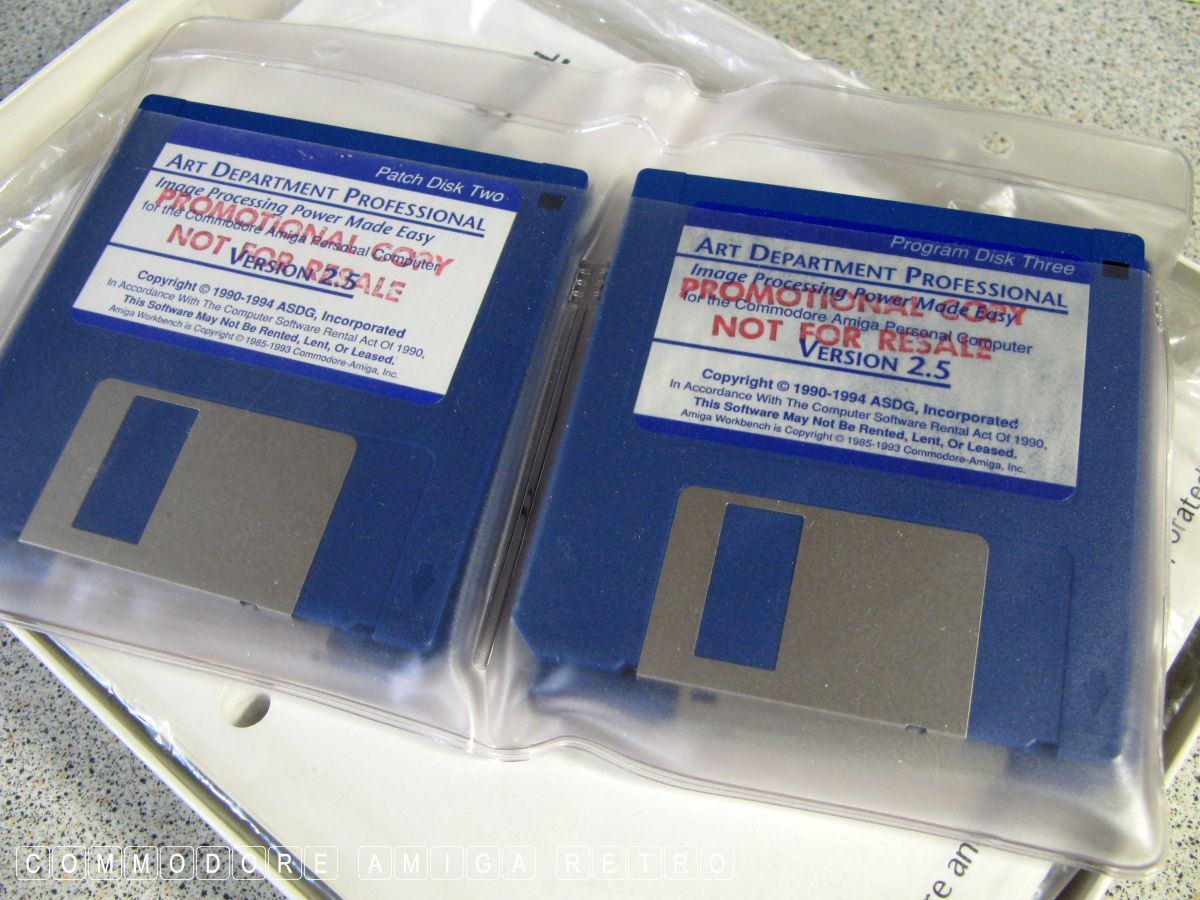 Patch Disk Two
ART DEPARTMENT PROFESSIONAL
Image Processing Power Made Easy
PROMOTIONAL COPY
for the Commodore Amiga Personal Computer
NOT FOR RESALE
VERSION 2.5
Copyright © 1990-1994 ASDG, Incorporated
In Accordance With The Computer Software Rental Act Of 1990.
This Software May Not Be Rented, Lent, Or Leased.
Amiga Workbench is Copyright © 1985-1993 Commodore-Amiga, Inc.
Program Disk Three
ART DEPARTMENT PROFESSIONAL
Image Processing Power Made Easy
PROMOTIONAL COPY
for the Commodore Amiga Personal Computer
NOT FOR RESALE
VERSION 2.5
Copyright © 1990-1994 ASDG, Incorporated
In Accordance With The Computer Software Rental Act Of 1990.
This Software May Not Be Rented, Lent, Or Leased.
Amiga Workbench is Copyright © 1985-1993 Commodore-Amiga, Inc.
COMMODORE AMIGA RETRO